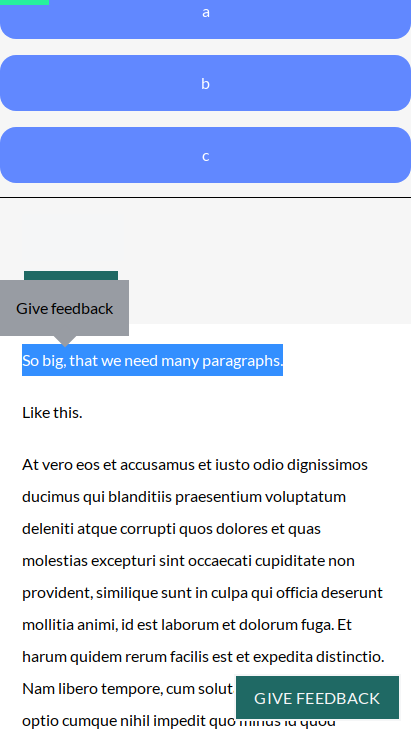 a
b
c
Give feedback
So big, that we need many paragraphs.
Like this.
At vero eos et accusamus et iusto odio dignissimos
ducimus qui blanditiis praesentium voluptatum
deleniti atque corrupti quos dolores et quas
molestias excepturi sint occaecati cupiditate non
provident, similique sunt in culpa qui officia deserunt
mollitia animi, id est laborum et dolorum fuga. Et
harum quidem rerum facilis est et expedita distinctio.
Nam libero tempore, cum solut
GIVE FEEDBACK
optio cumque nihil impedit quo minus id quod